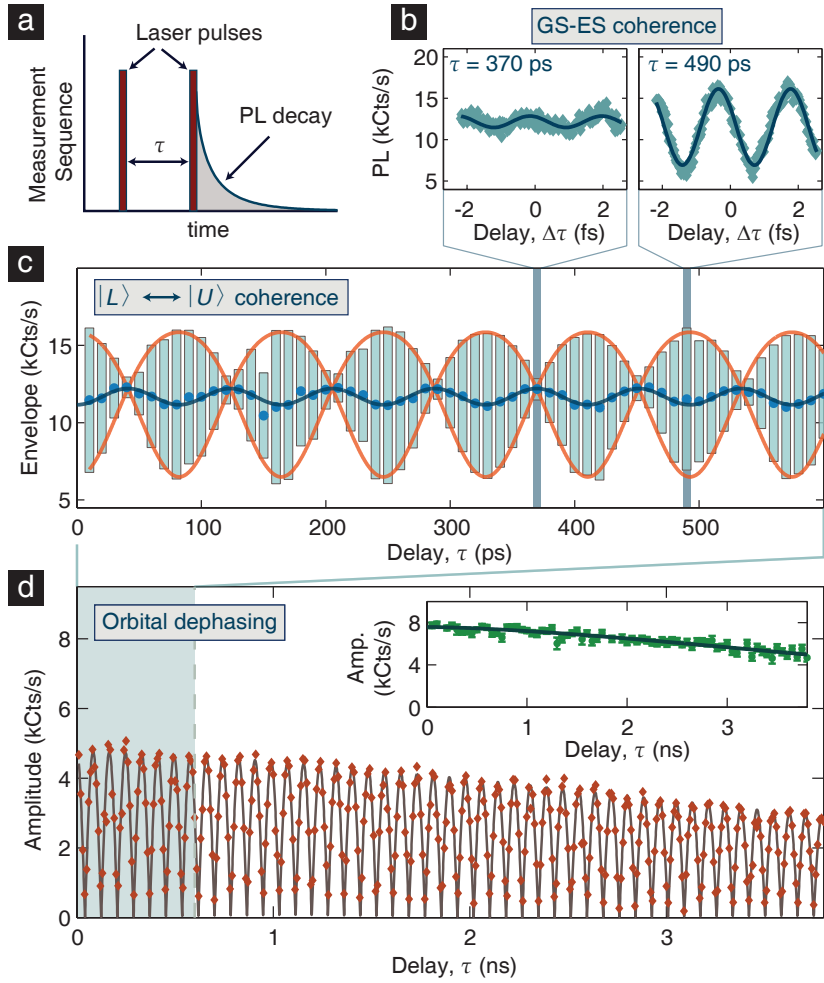 a
Laser pulses
Measurement
Sequence
τ
PL decay
time
b
GS-ES coherence
PL (kCts/s)
20
15
10
5
τ = 370 ps
τ = 490 ps
-2 0 2
-2 0 2
Delay, Δτ (fs)
Delay, Δτ (fs)
c
|L⟩ ⟷ |U⟩ coherence
Envelope (kCts/s)
15
10
5
0 100 200 300 400 500
Delay, τ (ps)
d
Orbital dephasing
Amplitude (kCts/s)
8
6
4
2
0
0 1 2 3
Delay, τ (ns)
Amp.
(kCts/s)
8
4
0
0 1 2 3
Delay, τ (ns)